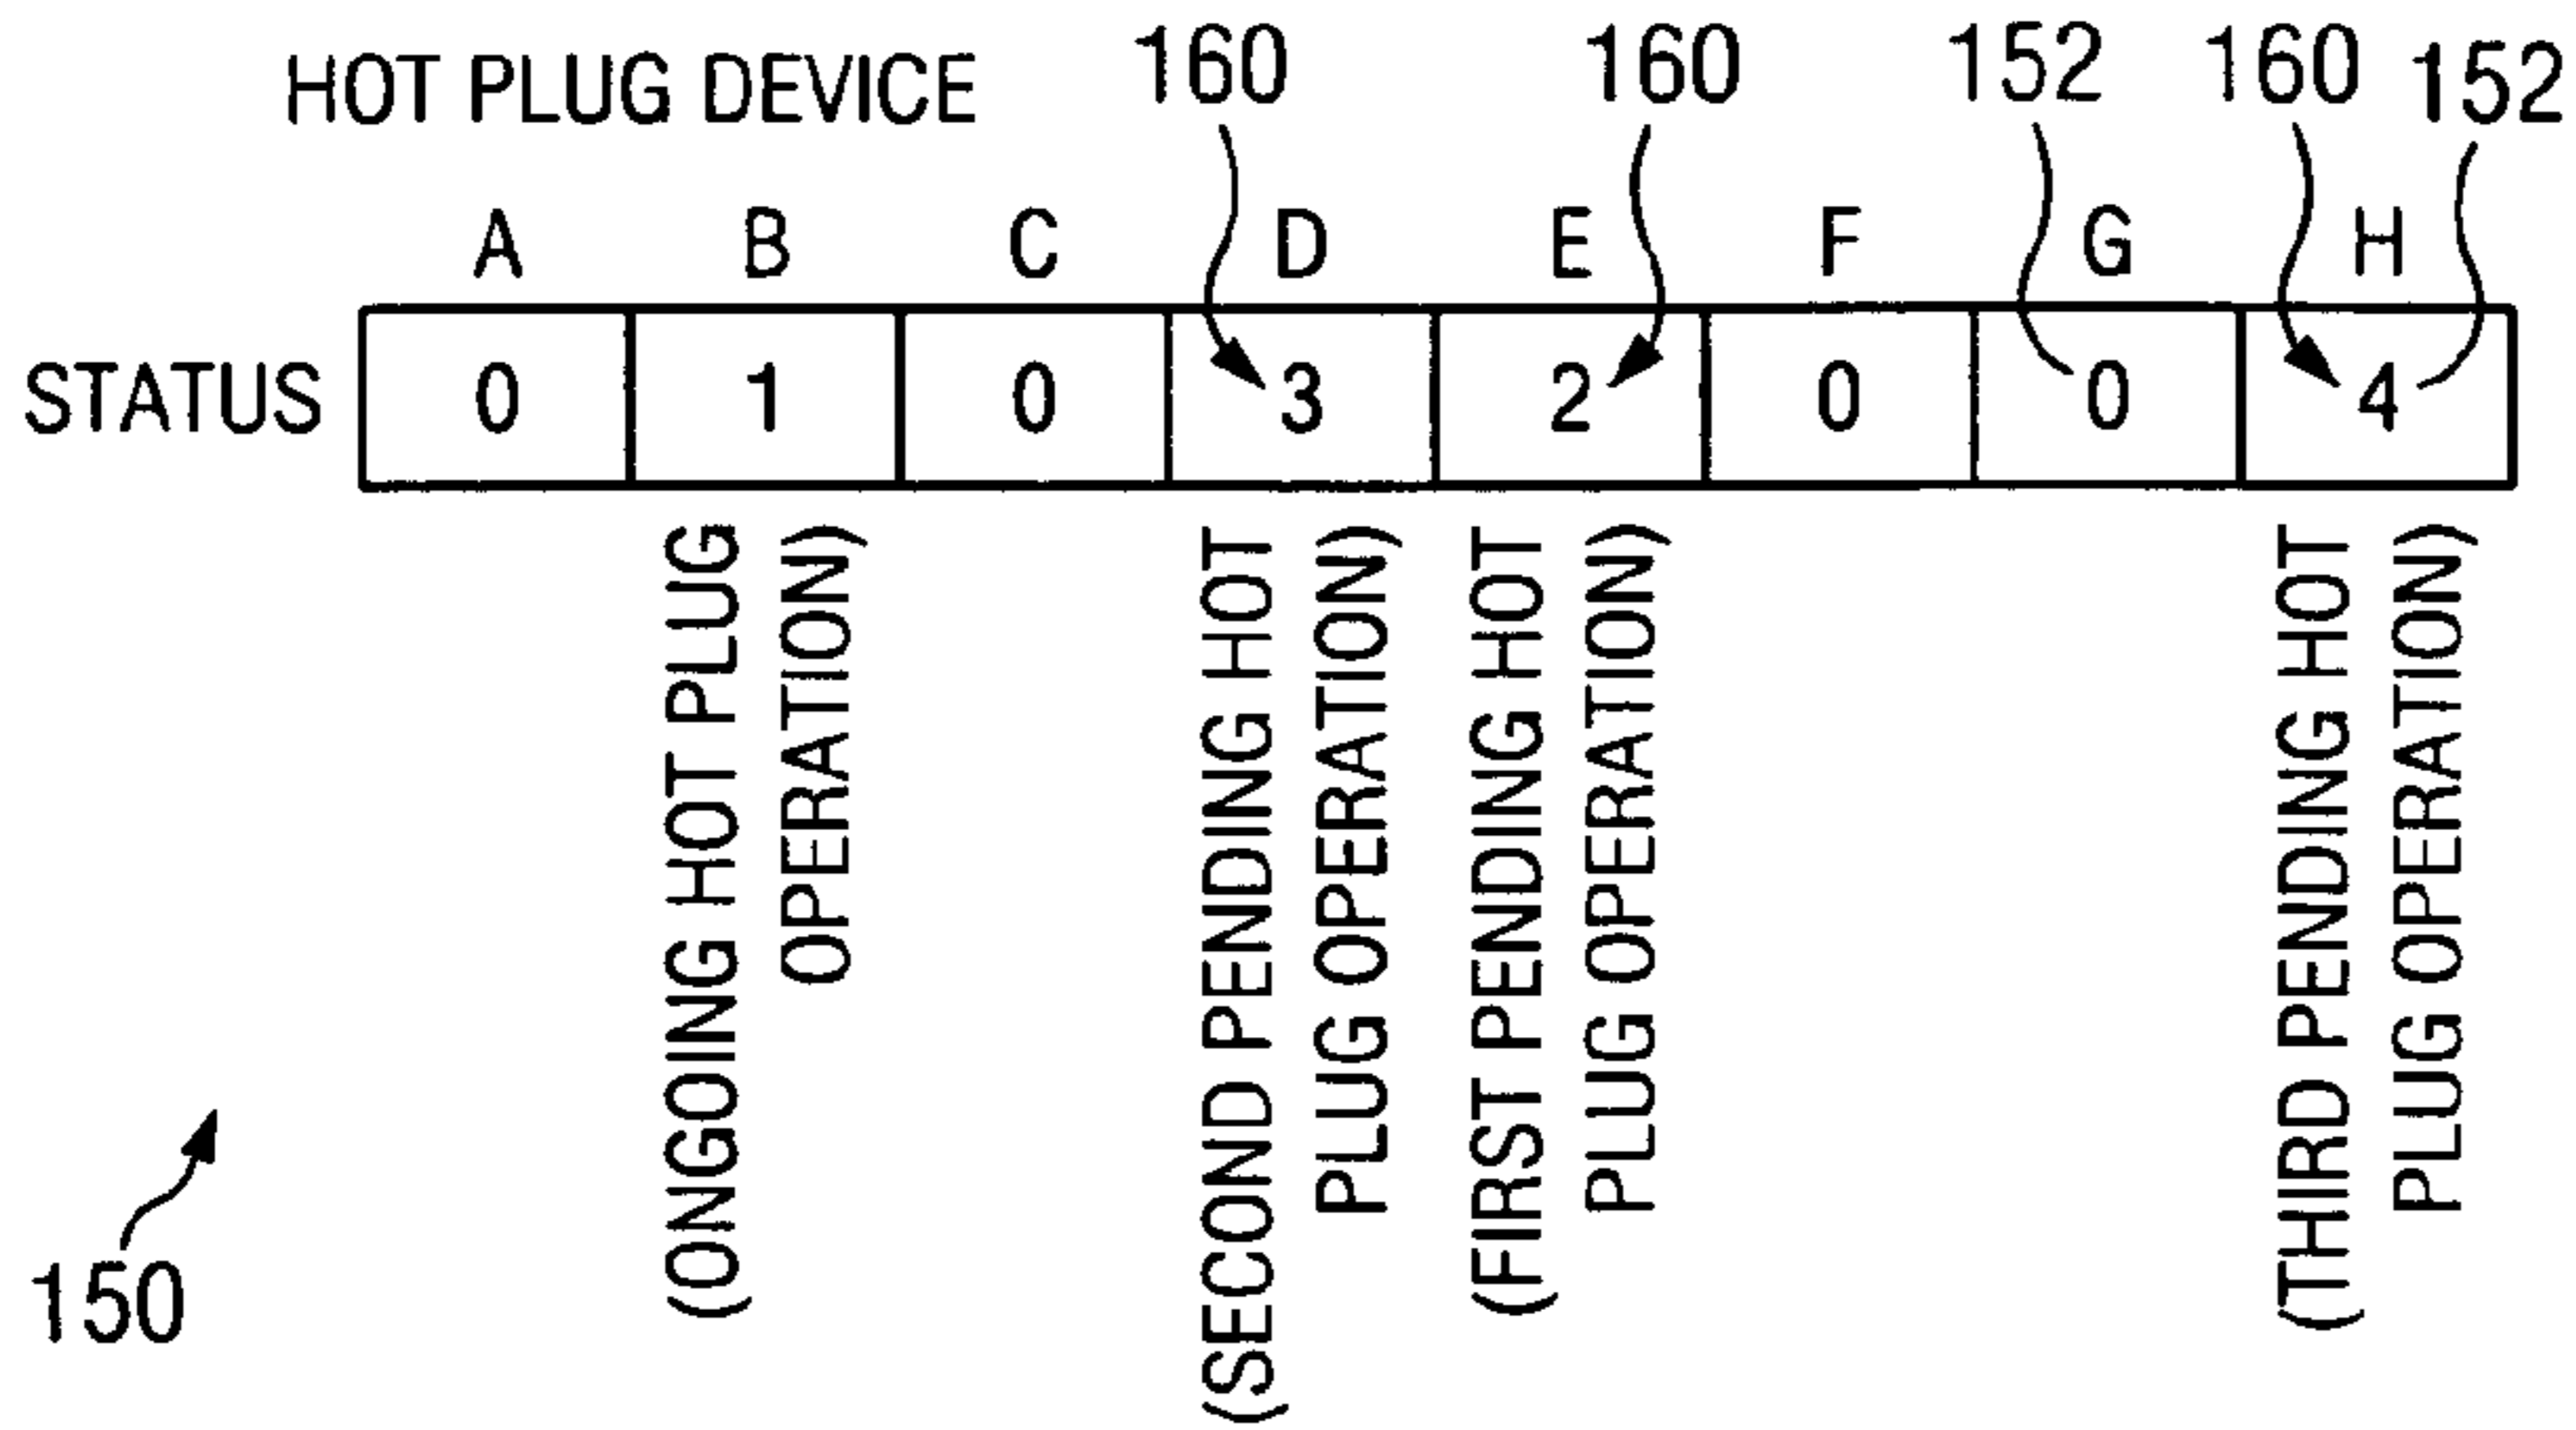 HOT PLUG DEVICE 160 160 152 160 152
A B C D E F G H
STATUS 0 1 0 3 2 0 0 4
(ONGOING HOT PLUG
OPERATION)
(SECOND PENDING HOT
PLUG OPERATION)
(FIRST PENDING HOT
PLUG OPERATION)
(THIRD PENDING HOT
PLUG OPERATION)
150